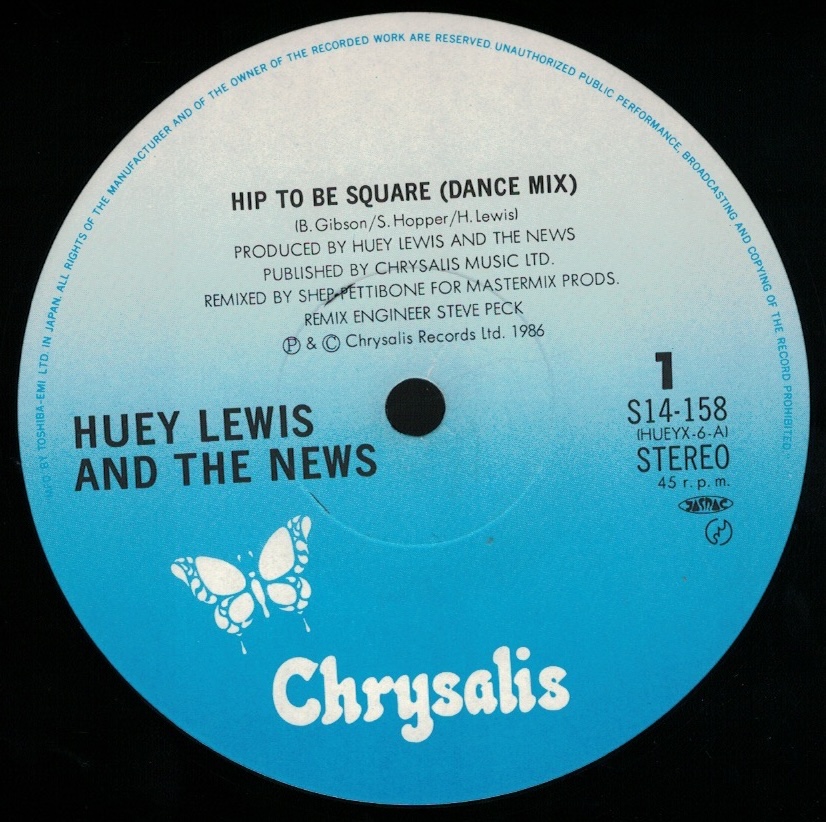 MF'D BY TOSHIBA-EMI LTD. IN JAPAN. ALL RIGHTS OF THE MANUFACTURER AND OF THE OWNER OF THE RECORDED WORK ARE RESERVED. UNAUTHORIZED PUBLIC PERFORMANCE, BROADCASTING AND COPYING OF THE RECORD PROHIBITED.
HIP TO BE SQUARE (DANCE MIX)
(B. Gibson/S. Hopper/H. Lewis)
PRODUCED BY HUEY LEWIS AND THE NEWS
PUBLISHED BY CHRYSALIS MUSIC LTD.
REMIXED BY SHEP PETTIBONE FOR MASTERMIX PRODS.
REMIX ENGINEER STEVE PECK
Ⓟ & © Chrysalis Records Ltd. 1986
1
S14-158
(HUEYX-6-A)
STEREO
45 r.p.m.
JASRAC
HUEY LEWIS
AND THE NEWS
Chrysalis